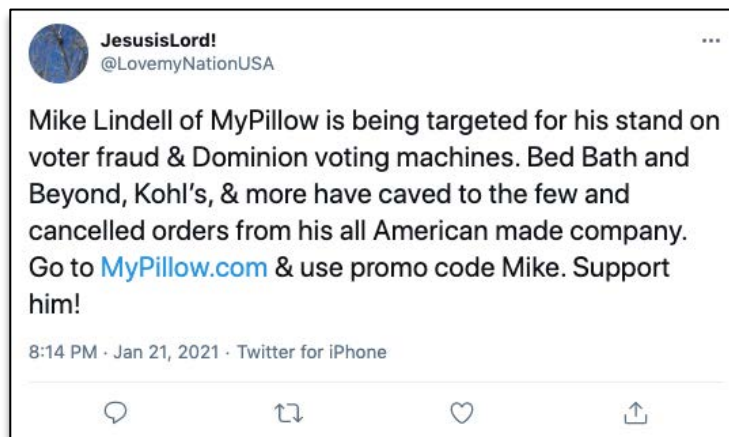 JesusisLord!
@LovemyNationUSA
Mike Lindell of MyPillow is being targeted for his stand on
voter fraud & Dominion voting machines. Bed Bath and
Beyond, Kohl's, & more have caved to the few and
cancelled orders from his all American made company.
Go to MyPillow.com & use promo code Mike. Support
him!
8:14 PM · Jan 21, 2021 · Twitter for iPhone